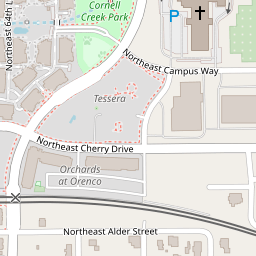 Northeast 64th L
Cornell
Creek Park
P
Northeast Campus Way
Tessera
Northeast Cherry Drive
Orchards
at Orenco
Northeast Alder Street